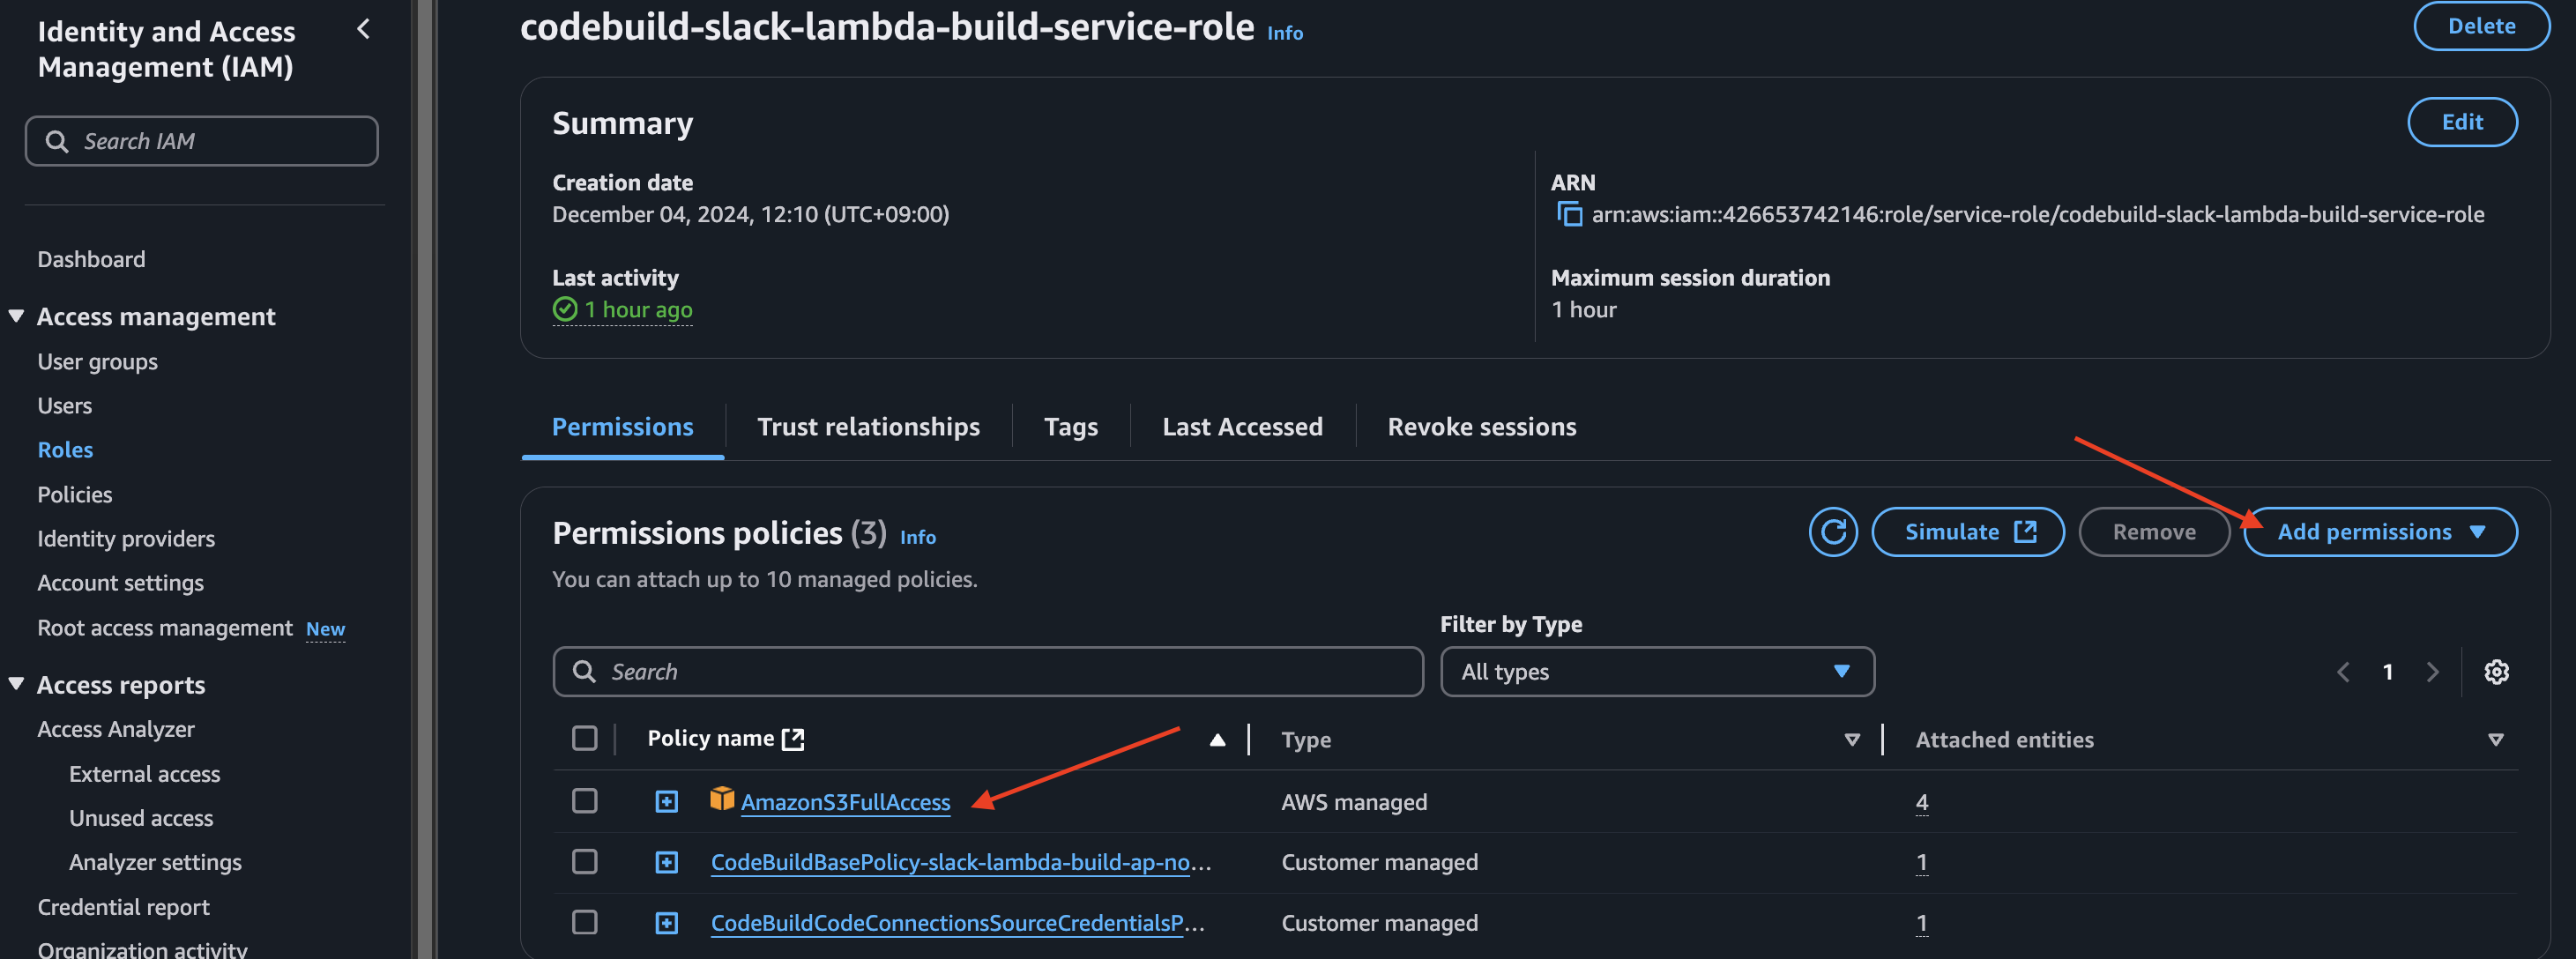 Identity and Access
Management (IAM)
Search IAM
Dashboard
Access management
User groups
Users
Roles
Policies
Identity providers
Account settings
Root access management New
Access reports
Access Analyzer
External access
Unused access
Analyzer settings
Credential report
Organization activity
codebuild-slack-lambda-build-service-role Info
Delete
Summary
Edit
Creation date
December 04, 2024, 12:10 (UTC+09:00)
ARN
arn:aws:iam::426653742146:role/service-role/codebuild-slack-lambda-build-service-role
Last activity
1 hour ago
Maximum session duration
1 hour
Permissions Trust relationships Tags Last Accessed Revoke sessions
Permissions policies (3) Info
Simulate Remove Add permissions
You can attach up to 10 managed policies.
Filter by Type
Search All types 1
Policy name Type Attached entities
AmazonS3FullAccess AWS managed 4
CodeBuildBasePolicy-slack-lambda-build-ap-no... Customer managed 1
CodeBuildCodeConnectionsSourceCredentialsP... Customer managed 1